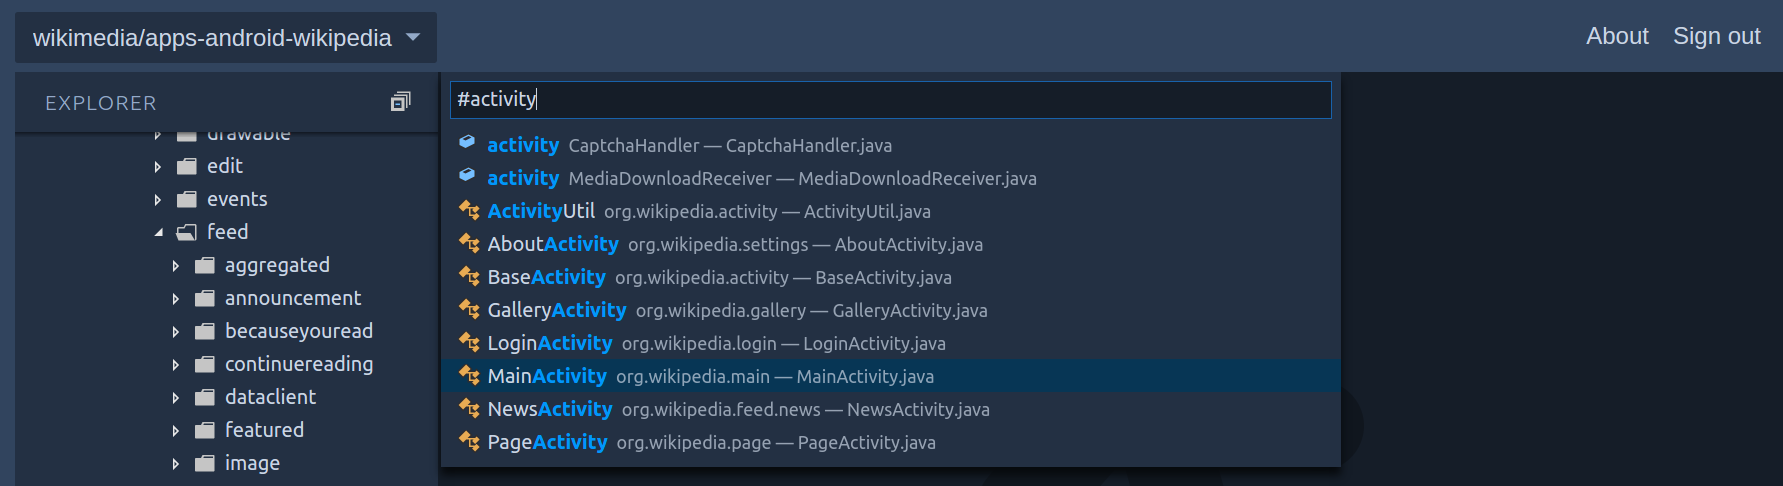 wikimedia/apps-android-wikipedia
About
Sign out
EXPLORER
drawable
edit
events
feed
aggregated
announcement
becauseyouread
continuereading
dataclient
featured
image
#activity
activity CaptchaHandler — CaptchaHandler.java
activity MediaDownloadReceiver — MediaDownloadReceiver.java
ActivityUtil org.wikipedia.activity — ActivityUtil.java
AboutActivity org.wikipedia.settings — AboutActivity.java
BaseActivity org.wikipedia.activity — BaseActivity.java
GalleryActivity org.wikipedia.gallery — GalleryActivity.java
LoginActivity org.wikipedia.login — LoginActivity.java
MainActivity org.wikipedia.main — MainActivity.java
NewsActivity org.wikipedia.feed.news — NewsActivity.java
PageActivity org.wikipedia.page — PageActivity.java